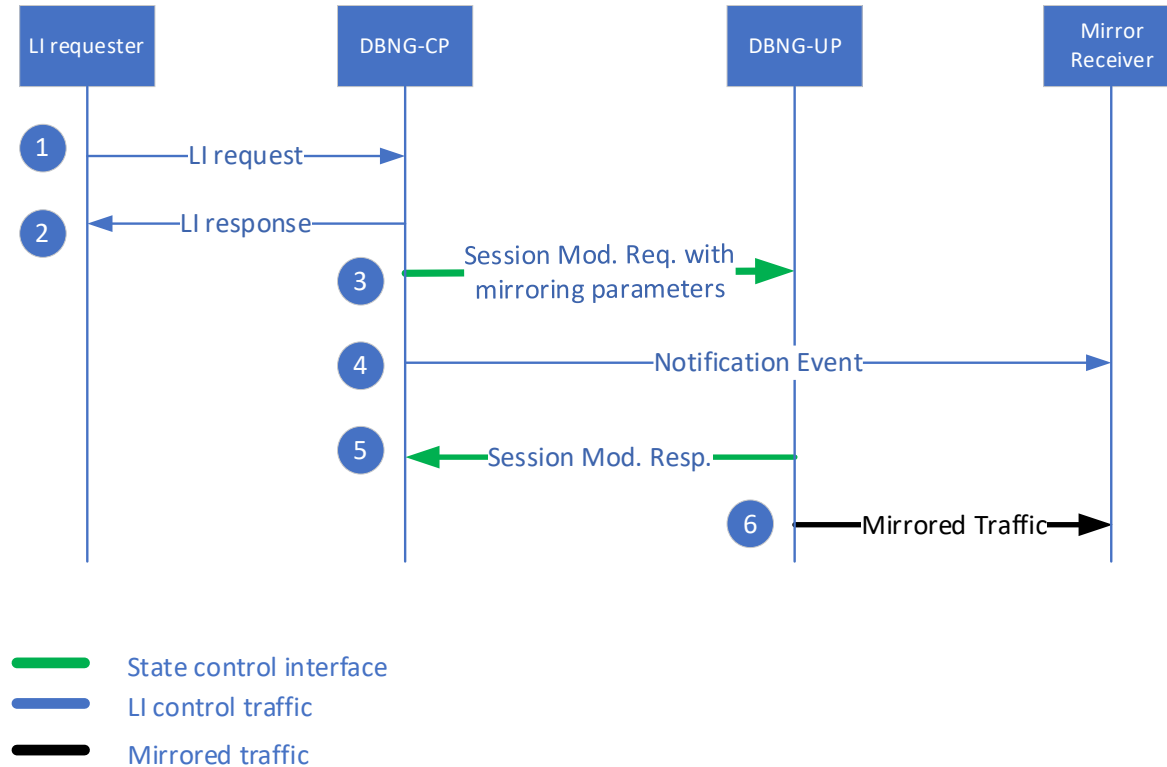 LI requester
DBNG-CP
DBNG-UP
Mirror
Receiver
1
LI request
2
LI response
3
Session Mod. Req. with
mirroring parameters
4
Notification Event
5
Session Mod. Resp.
6
Mirrored Traffic
State control interface
LI control traffic
Mirrored traffic